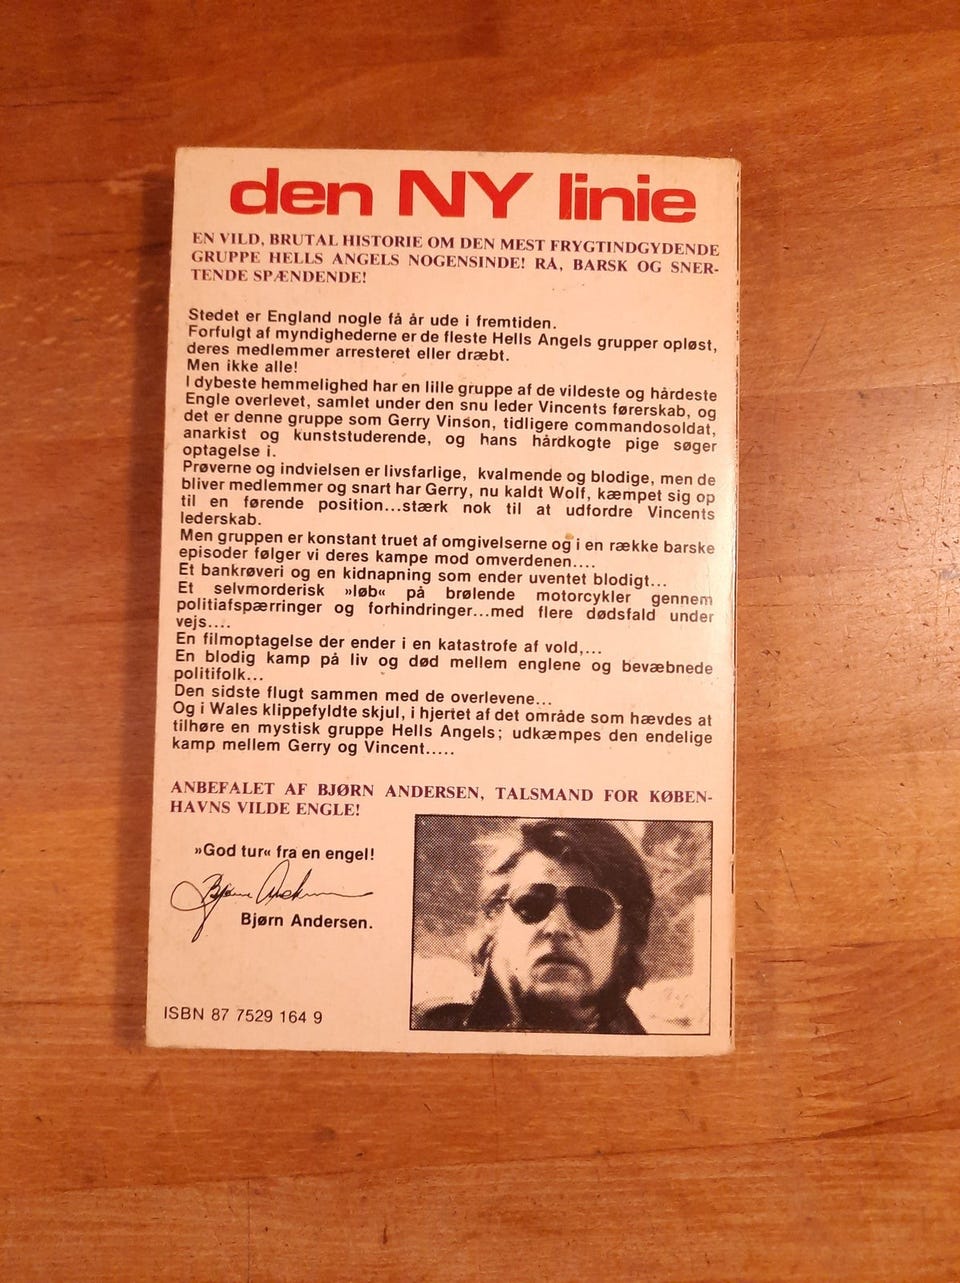 den NY linie
EN VILD, BRUTAL HISTORIE OM DEN MEST FRYGTINDGYDENDE
GRUPPE HELLS ANGELS NOGENSINDE! RÅ, BARSK OG SNER-
TENDE SPÆNDENDE!
Stedet er England nogle få år ude i fremtiden.
Forfulgt af myndighederne er de fleste Hells Angels grupper opløst,
deres medlemmer arresteret eller dræbt.
Men ikke alle!
I dybeste hemmelighed har en lille gruppe af de vildeste og hårdeste
Engle overlevet, samlet under den snu leder Vincents førerskab, og
det er denne gruppe som Gerry Vinson, tidligere commandosoldat,
anarkist og kunststuderende, og hans hårdkogte pige søger
optagelse i.
Prøverne og indvielsen er livsfarlige, kvalmende og blodige, men de
bliver medlemmer og snart har Gerry, nu kaldt Wolf, kæmpet sig op
til en førende position...stærk nok til at udfordre Vincents
lederskab.
Men gruppen er konstant truet af omgivelserne og i en række barske
episoder følger vi deres kampe mod omverdenen....
Et bankrøveri og en kidnapning som ender uventet blodigt...
Et selvmorderisk »løb« på brølende motorcykler gennem
politiafspærringer og forhindringer...med flere dødsfald under
vejs....
En filmoptagelse der ender i en katastrofe af vold,...
En blodig kamp på liv og død mellem englene og bevæbnede
politifolk...
Den sidste flugt sammen med de overlevene...
Og i Wales klippefyldte skjul, i hjertet af det område som hævdes at
tilhøre en mystisk gruppe Hells Angels; udkæmpes den endelige
kamp mellem Gerry og Vincent.....
ANBEFALET AF BJØRN ANDERSEN, TALSMAND FOR KØBEN-
HAVNS VILDE ENGLE!
»God tur« fra en engel!
Bjørn Andersen
Bjørn Andersen.
ISBN 87 7529 164 9